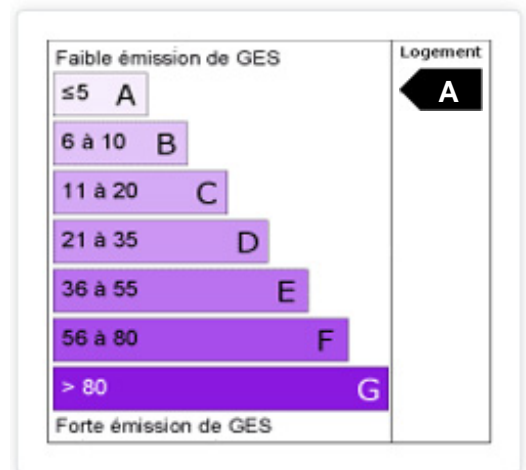 Faible émission de GES
Logement
≤5 A
A
6 à 10 B
11 à 20 C
21 à 35 D
36 à 55 E
56 à 80 F
> 80 G
Forte émission de GES